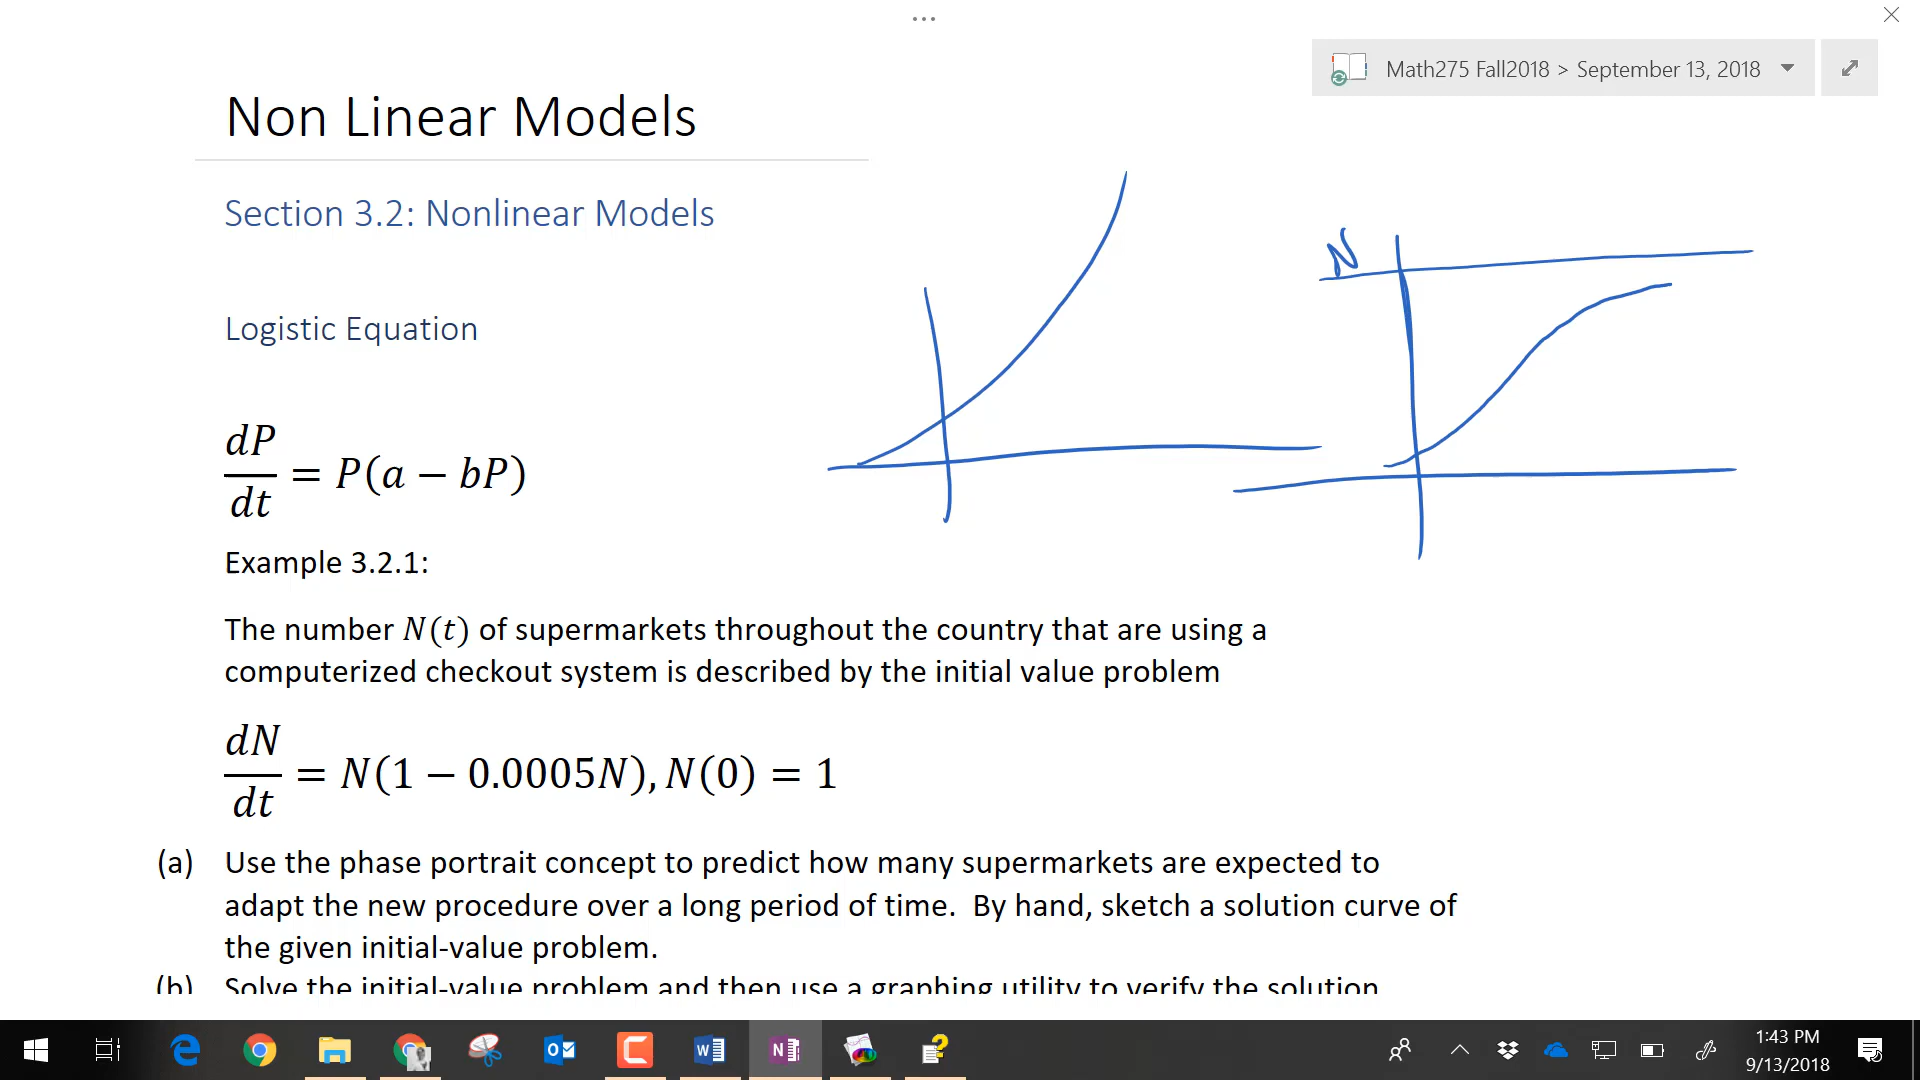 Math275 Fall2018 > September 13, 2018
Non Linear Models
Section 3.2: Nonlinear Models
N
Logistic Equation
dP/dt = P(a − bP)
Example 3.2.1:
The number N(t) of supermarkets throughout the country that are using a
computerized checkout system is described by the initial value problem
dN/dt = N(1 − 0.0005N), N(0) = 1
(a) Use the phase portrait concept to predict how many supermarkets are expected to
adapt the new procedure over a long period of time. By hand, sketch a solution curve of
the given initial-value problem.
(b) Solve the initial-value problem and then use a graphing utility to verify the solution
1:43 PM
9/13/2018